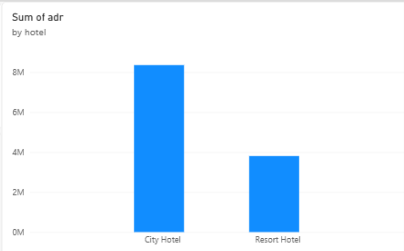 Sum of adr
by hotel
8M
6M
4M
2M
0M
City Hotel
Resort Hotel